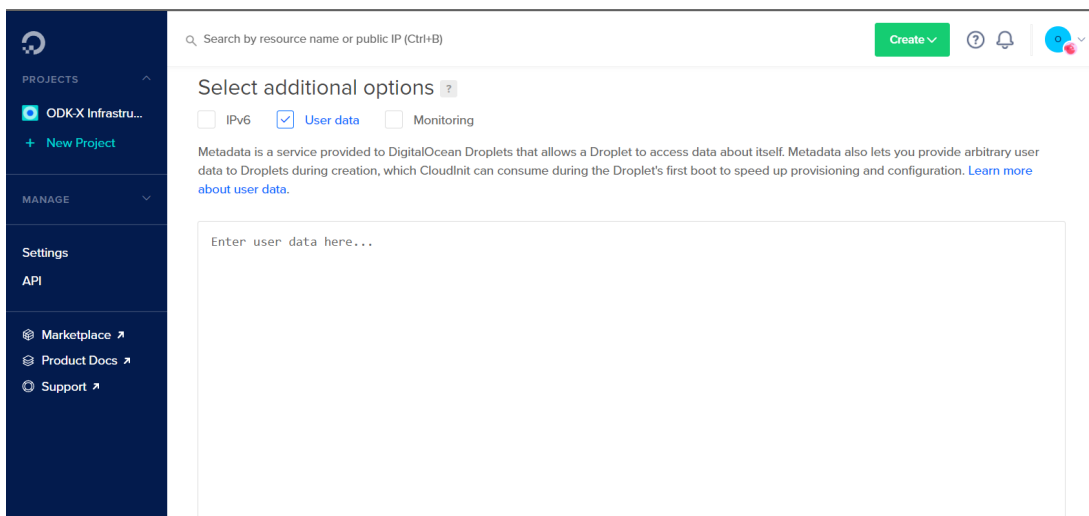 Search by resource name or public IP (Ctrl+B)
Create
?
PROJECTS
ODK-X Infrastru...
+ New Project
MANAGE
Settings
API
Marketplace
Product Docs
Support
Select additional options ?
IPv6
User data
Monitoring
Metadata is a service provided to DigitalOcean Droplets that allows a Droplet to access data about itself. Metadata also lets you provide arbitrary user
data to Droplets during creation, which CloudInit can consume during the Droplet's first boot to speed up provisioning and configuration. Learn more
about user data.
Enter user data here...